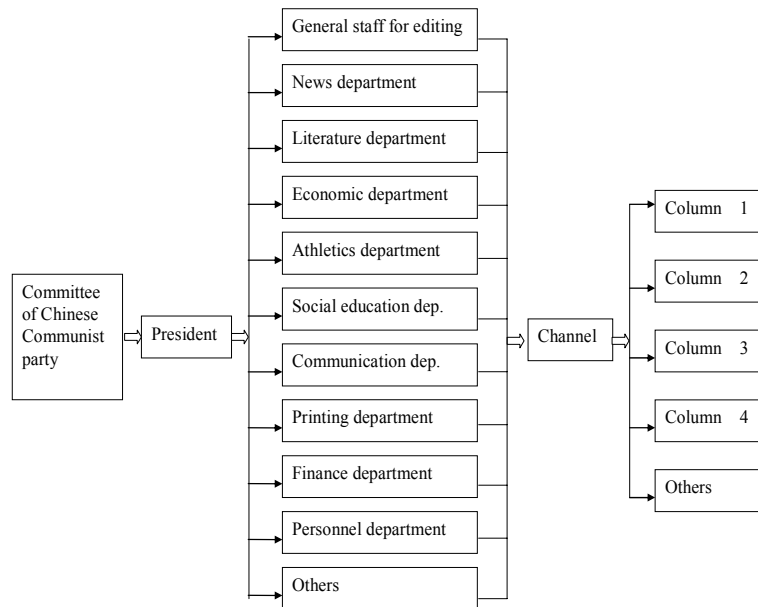 General staff for editing
News department
Literature department
Economic department
Athletics department
Social education dep.
Communication dep.
Printing department
Finance department
Personnel department
Others
Committee
of Chinese
Communist
party
President
Channel
Column 1
Column 2
Column 3
Column 4
Others